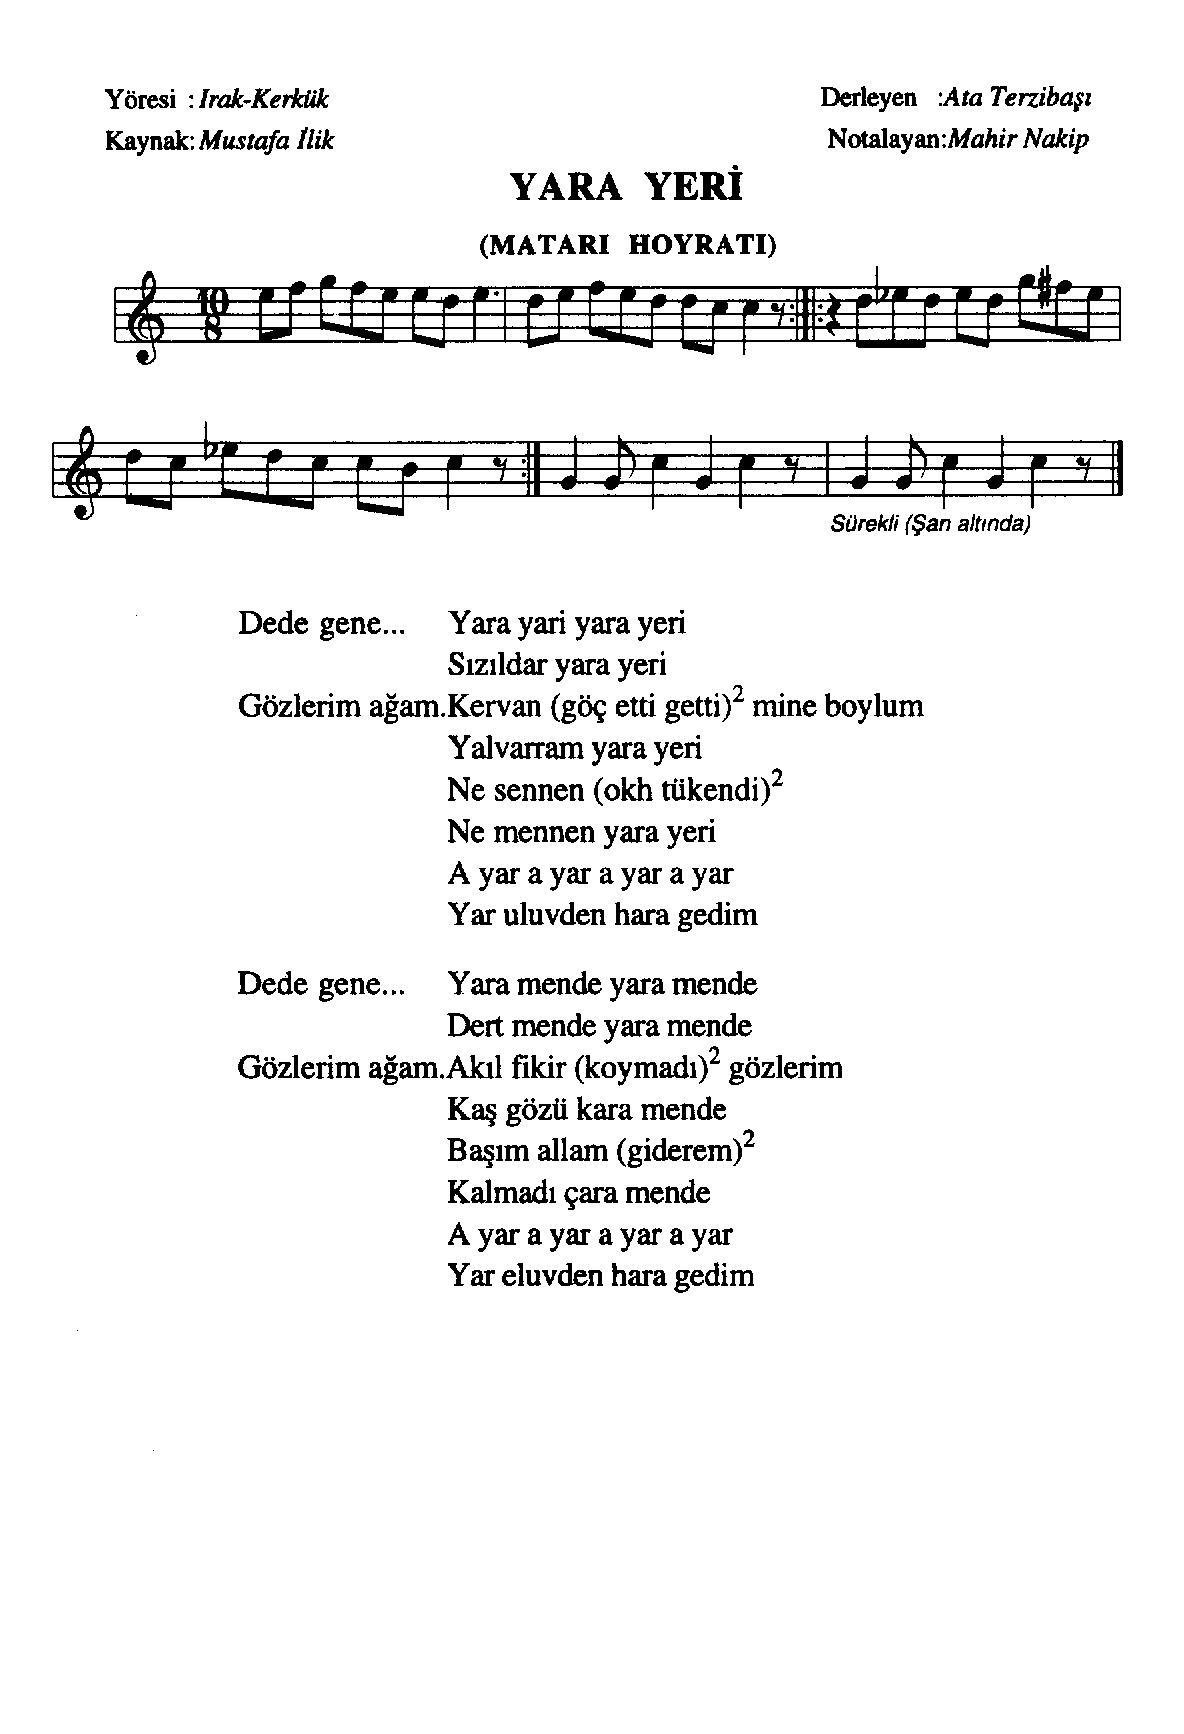 Yöresi : Irak-Kerkük Derleyen :Ata Terzibaşı
Kaynak: Mustafa İlik Notalayan:Mahir Nakip
YARA YERİ
(MATARI HOYRATI)
10
8
Sürekli (Şan altında)
Dede gene... Yara yari yara yeri
Sızıldar yara yeri
Gözlerim ağam.Kervan (göç etti getti)² mine boylum
Yalvarram yara yeri
Ne sennen (okh tükendi)²
Ne mennen yara yeri
A yar a yar a yar a yar
Yar uluvden hara gedim
Dede gene... Yara mende yara mende
Dert mende yara mende
Gözlerim ağam.Akıl fikir (koymadı)² gözlerim
Kaş gözü kara mende
Başım allam (giderem)²
Kalmadı çara mende
A yar a yar a yar a yar
Yar eluvden hara gedim